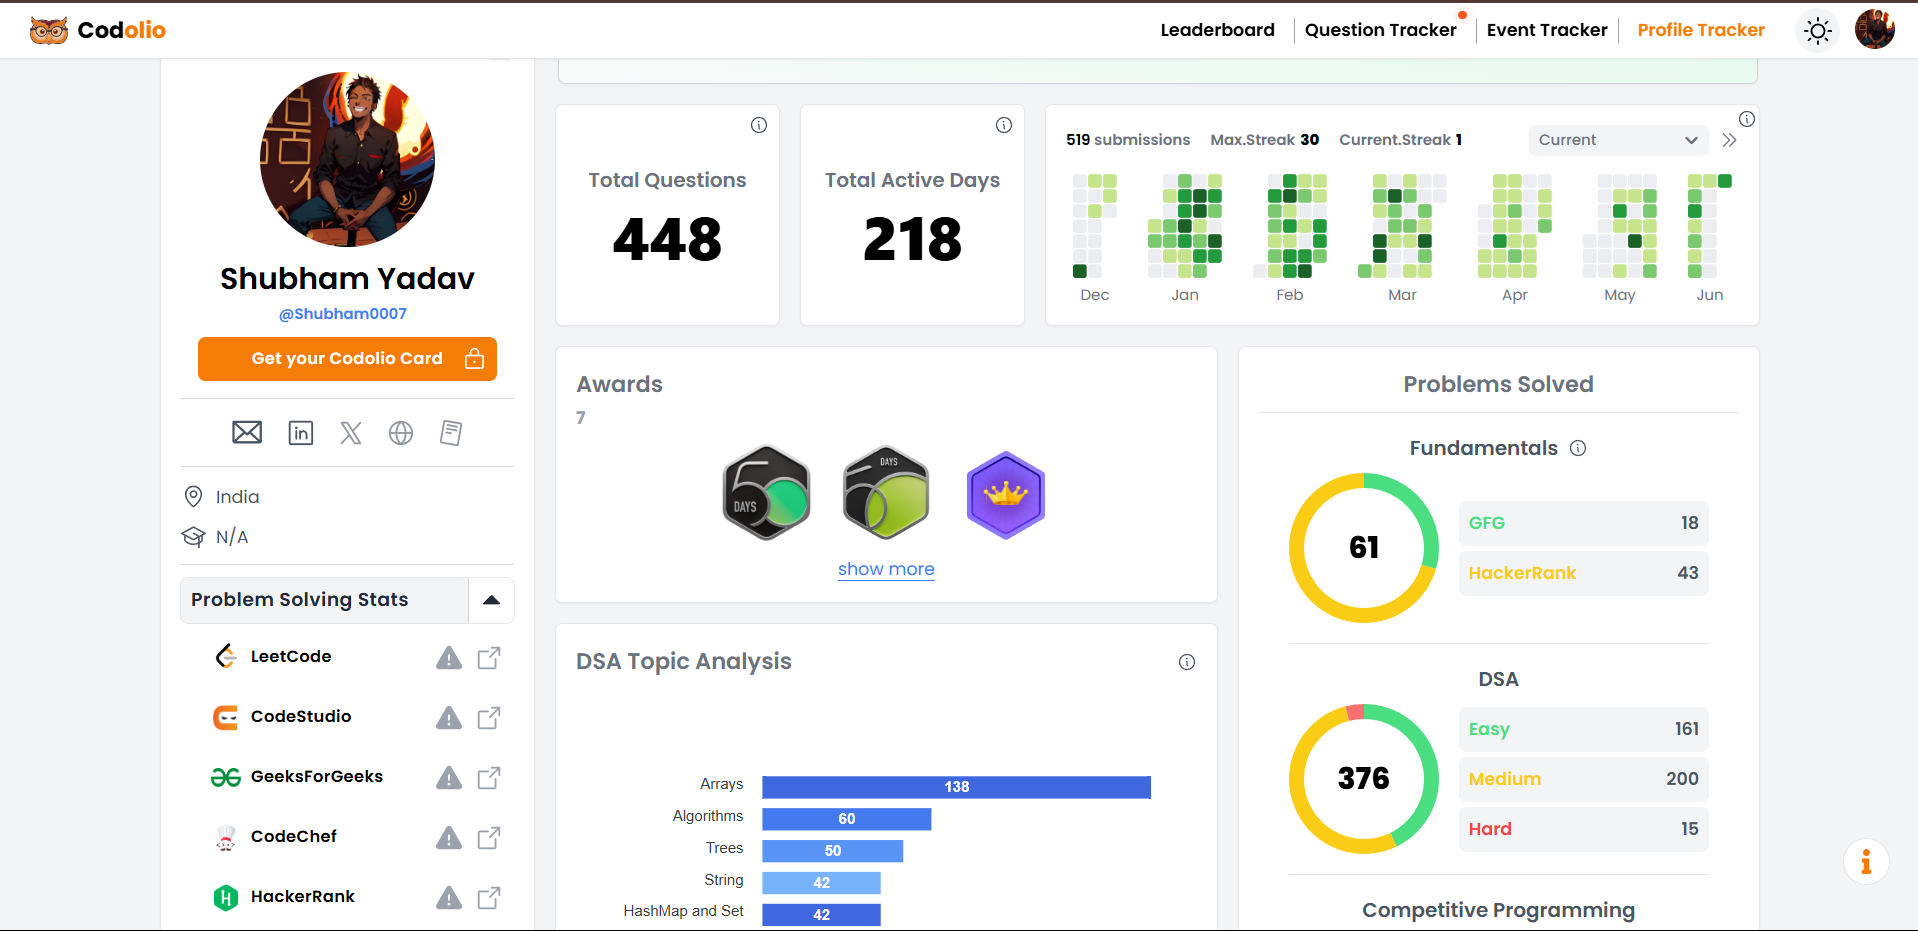 Codolio
Leaderboard
Question Tracker
Event Tracker
Profile Tracker
Shubham Yadav
@Shubham0007
Get your Codolio Card
India
N/A
Problem Solving Stats
LeetCode
CodeStudio
GeeksForGeeks
CodeChef
HackerRank
Total Questions
448
Total Active Days
218
519 submissions Max.Streak 30 Current.Streak 1
Current
Dec Jan Feb Mar Apr May Jun
Awards
7
50 DAYS
DAYS
show more
DSA Topic Analysis
Arrays 138
Algorithms 60
Trees 50
String 42
HashMap and Set 42
Problems Solved
Fundamentals
61
GFG 18
HackerRank 43
DSA
376
Easy 161
Medium 200
Hard 15
Competitive Programming